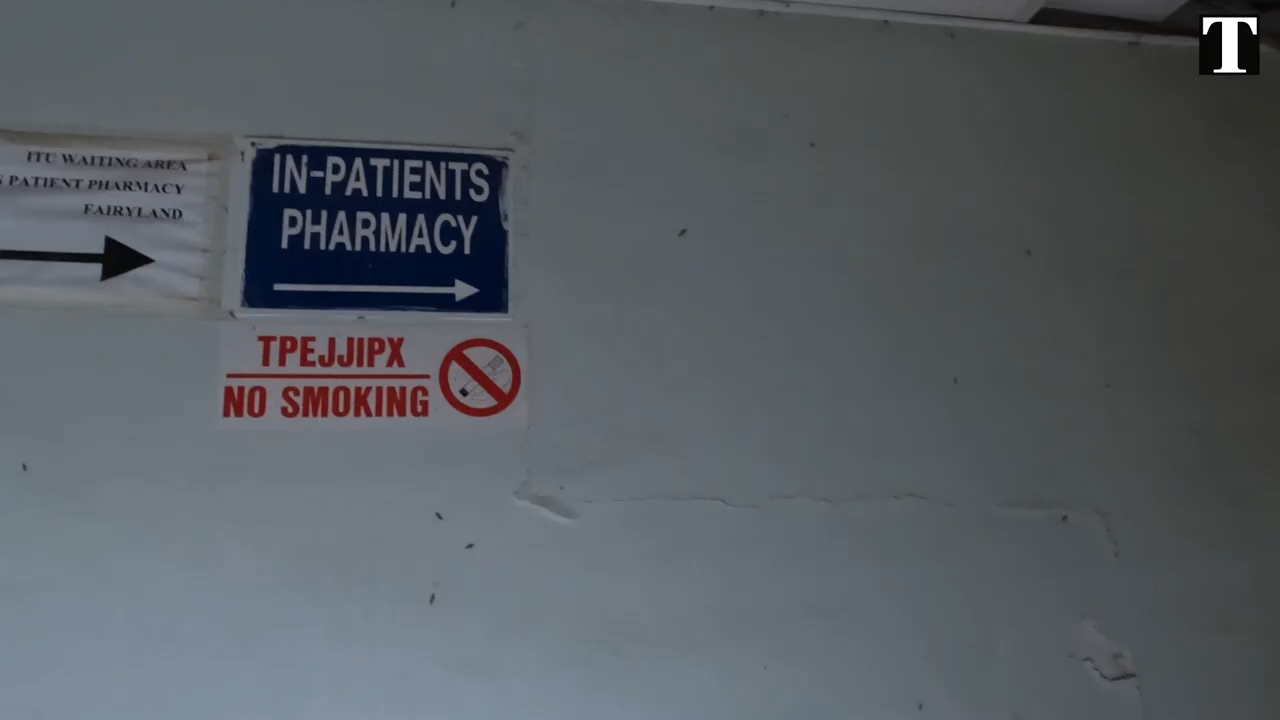 ITU WAITING AREA
PATIENT PHARMACY
FAIRYLAND
IN-PATIENTS
PHARMACY
TPEJJIPX
NO SMOKING
T